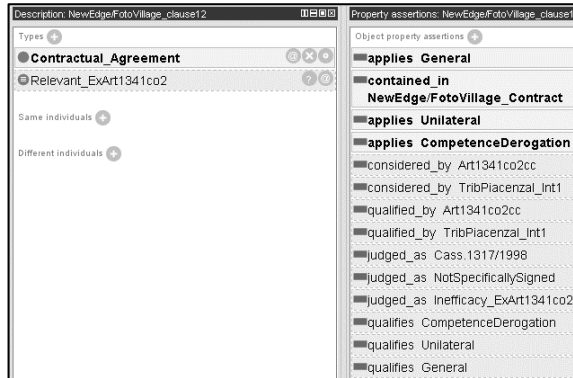 Description: NewEdge/FotoVillage_clause12
Types
Contractual_Agreement
Relevant_ExArt1341co2
Same individuals
Different individuals
Property assertions: NewEdge/FotoVillage_clause1
Object property assertions
applies General
contained_in
NewEdge/FotoVillage_Contract
applies Unilateral
applies CompetenceDerogation
considered_by Art1341co2cc
considered_by TribPiacenzaI_Int1
qualified_by Art1341co2cc
qualified_by TribPiacenzaI_Int1
judged_as Cass.1317/1998
judged_as NotSpecificallySigned
judged_as Inefficacy_ExArt1341co2
qualifies CompetenceDerogation
qualifies Unilateral
qualifies General